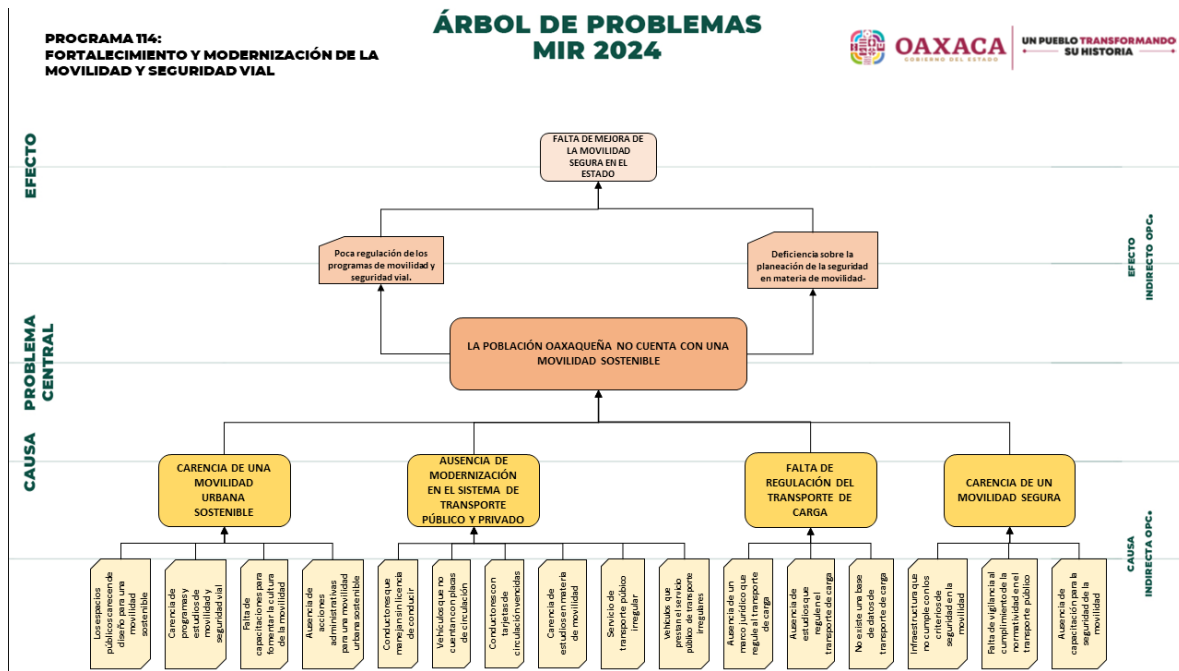 PROGRAMA 114:
FORTALECIMIENTO Y MODERNIZACIÓN DE LA
MOVILIDAD Y SEGURIDAD VIAL
ÁRBOL DE PROBLEMAS
MIR 2024
OAXACA
GOBIERNO DEL ESTADO
UN PUEBLO TRANSFORMANDO
SU HISTORIA
EFECTO
FALTA DE MEJORA DE
LA MOVILIDAD
SEGURA EN EL
ESTADO
Poca regulación de los
programas de movilidad y
seguridad vial.
Deficiencia sobre la
planeación de la seguridad
en materia de movilidad-
EFECTO
INDIRECTO OPC.
PROBLEMA
CENTRAL
LA POBLACIÓN OAXAQUEÑA NO CUENTA CON UNA
MOVILIDAD SOSTENIBLE
CAUSA
CARENCIA DE UNA
MOVILIDAD
URBANA
SOSTENIBLE
AUSENCIA DE
MODERNIZACIÓN
EN EL SISTEMA DE
TRANSPORTE
PÚBLICO Y PRIVADO
FALTA DE
REGULACIÓN DEL
TRANSPORTE DE
CARGA
CARENCIA DE UN
MOVILIDAD SEGURA
CAUSA
INDIRECTA OPC.
Los espacios
públicos carecen de
diseño para una
movilidad
sostenible
Carencia de
programas y
estudios de
movilidad y
seguridad vial
Falta de
capacitaciones para
fomentar la cultura
de la movilidad
Ausencia de
acciones
administrativas
para una movilidad
urbana sostenible
Conductores que
manejan sin licencia
de conducir
Vehículos que no
cuentan con placas
de circulación
Conductores con
tarjetas de
circulación vencidas
Carencia de
estudios en materia
de movilidad
Servicio de
transporte público
irregular
Vehículos que
prestan el servicio
público de transporte
irregulares
Ausencia de un
marco jurídico que
regule al transporte
de carga
Ausencia de
estudios que
regulen el
transporte de carga
No existe una base
de datos de
transporte de carga
Infraestructura que
no cumple con los
criterios de
seguridad en la
movilidad
Falta de vigilancia al
cumplimiento de la
normatividad en el
transporte público
Ausencia de
capacitación para la
seguridad de la
movilidad